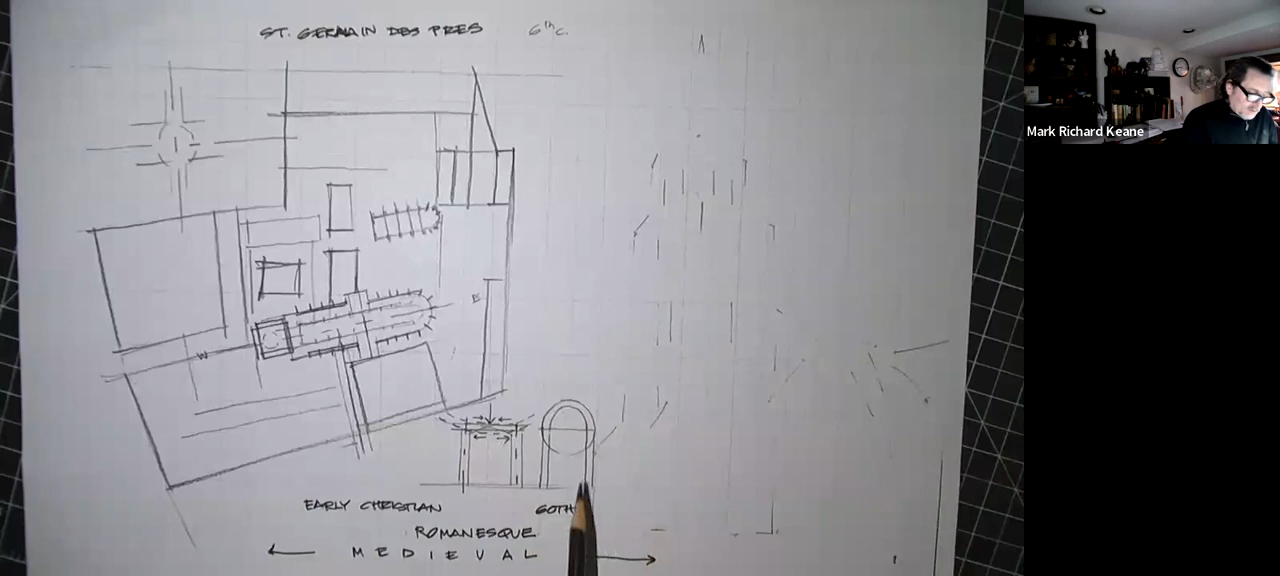 ST. GERMAIN DES PRES 6th c.
Mark Richard Keane
E
W
EARLY CHRISTIAN GOTH
ROMANESQUE
MEDIEVAL